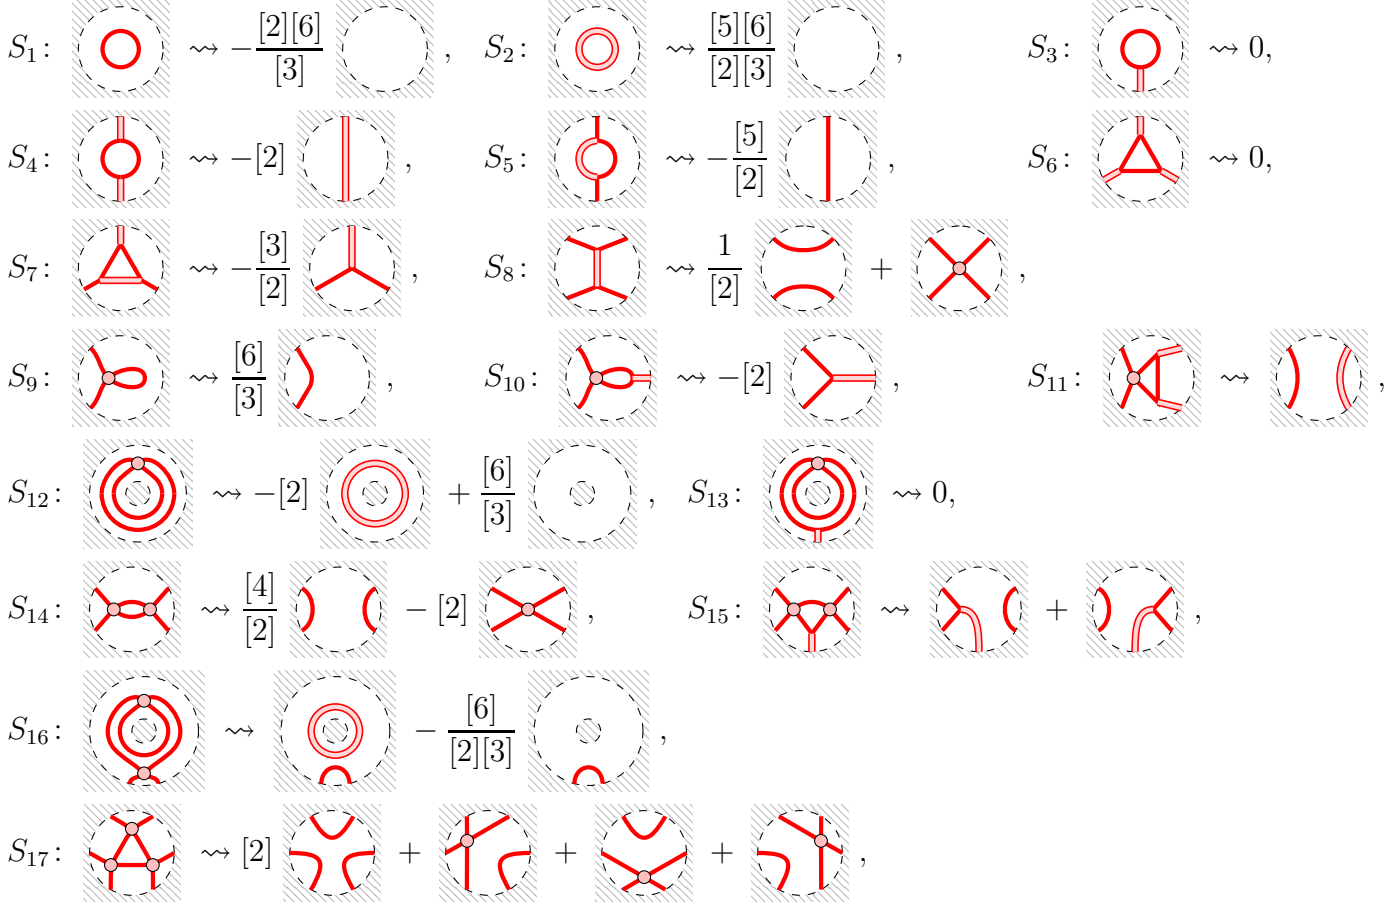 S₁: ⇝ −[2][6]/[3] , S₂: ⇝ [5][6]/[2][3] , S₃: ⇝ 0,
S₄: ⇝ −[2] , S₅: ⇝ −[5]/[2] , S₆: ⇝ 0,
S₇: ⇝ −[3]/[2] , S₈: ⇝ 1/[2] + ,
S₉: ⇝ [6]/[3] , S₁₀: ⇝ −[2] , S₁₁: ⇝ ,
S₁₂: ⇝ −[2] + [6]/[3] , S₁₃: ⇝ 0,
S₁₄: ⇝ [4]/[2] − [2] , S₁₅: ⇝ + ,
S₁₆: ⇝ − [6]/[2][3] ,
S₁₇: ⇝ [2] + + + ,